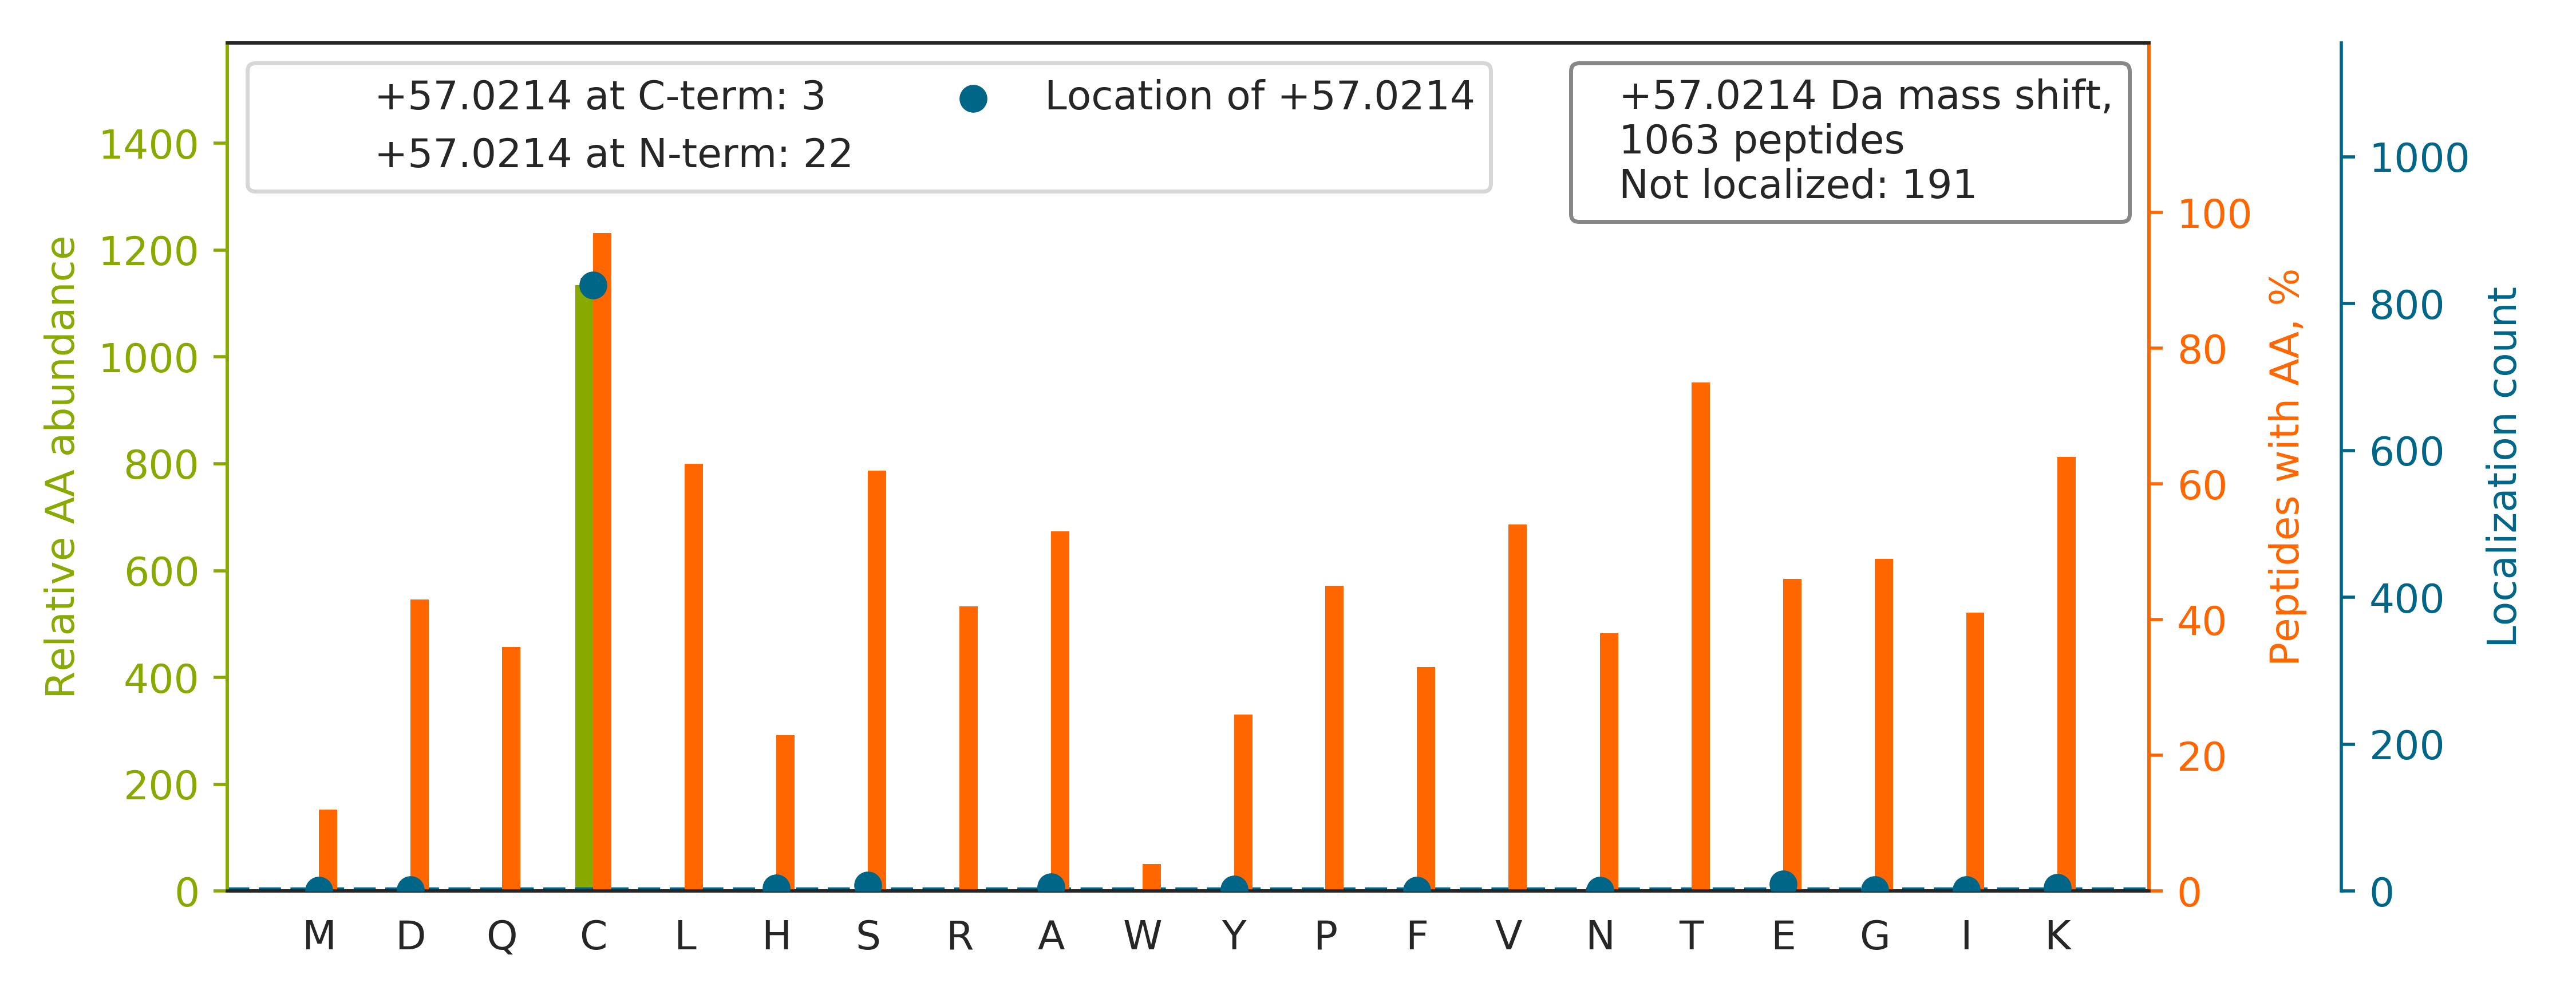 +57.0214 at C-term: 3
+57.0214 at N-term: 22
Location of +57.0214
+57.0214 Da mass shift,
1063 peptides
Not localized: 191
Relative AA abundance
1400
1200
1000
800
600
400
200
0
100
80
60
40
20
0
Peptides with AA, %
1000
800
600
400
200
0
Localization count
M D Q C L H S R A W Y P F V N T E G I K